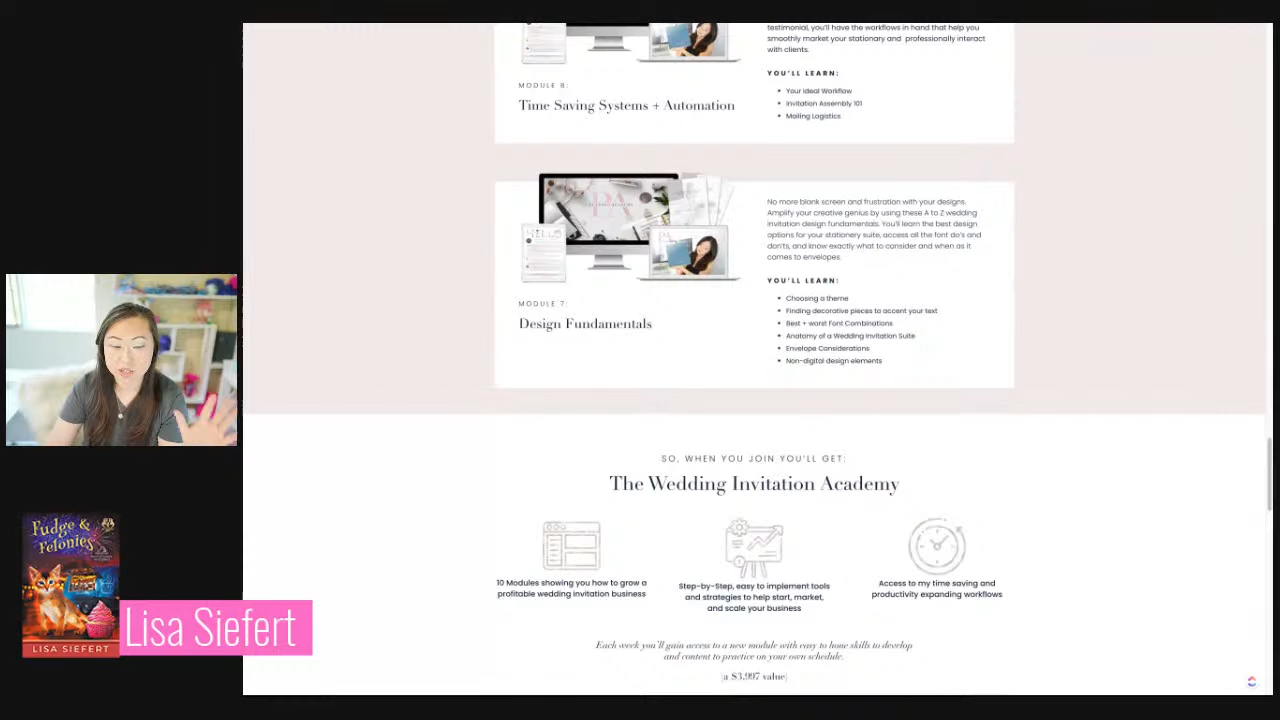 testimonial, you'll have the workflows in hand that help you
smoothly market your stationary and professionally interact
with clients.
YOU'LL LEARN:
• Your Ideal Workflow
• Invitation Assembly 101
• Mailing Logistics
MODULE 8:
Time Saving Systems + Automation
No more blank screen and frustration with your designs.
Amplify your creative genius by using these A to Z wedding
invitation design fundamentals. You'll learn the best design
options for your stationery suite, access all the font do's and
don'ts, and know exactly what to consider and when as it
comes to envelopes.
YOU'LL LEARN:
• Choosing a theme
• Finding decorative pieces to accent your text
• Best + worst Font Combinations
• Anatomy of a Wedding Invitation Suite
• Envelope Considerations
• Non-digital design elements
HELLO
MODULE 7:
Design Fundamentals
SO, WHEN YOU JOIN YOU'LL GET:
The Wedding Invitation Academy
10 Modules showing you how to grow a
profitable wedding invitation business
Step-by-Step, easy to implement tools
and strategies to help start, market,
and scale your business
Access to my time saving and
productivity expanding workflows
Each week you'll gain access to a new module with easy to home skills to develop
and content to practice on your own schedule.
(a $3,997 value)
Fudge &
Felonies
LISA SIEFERT
Lisa Siefert